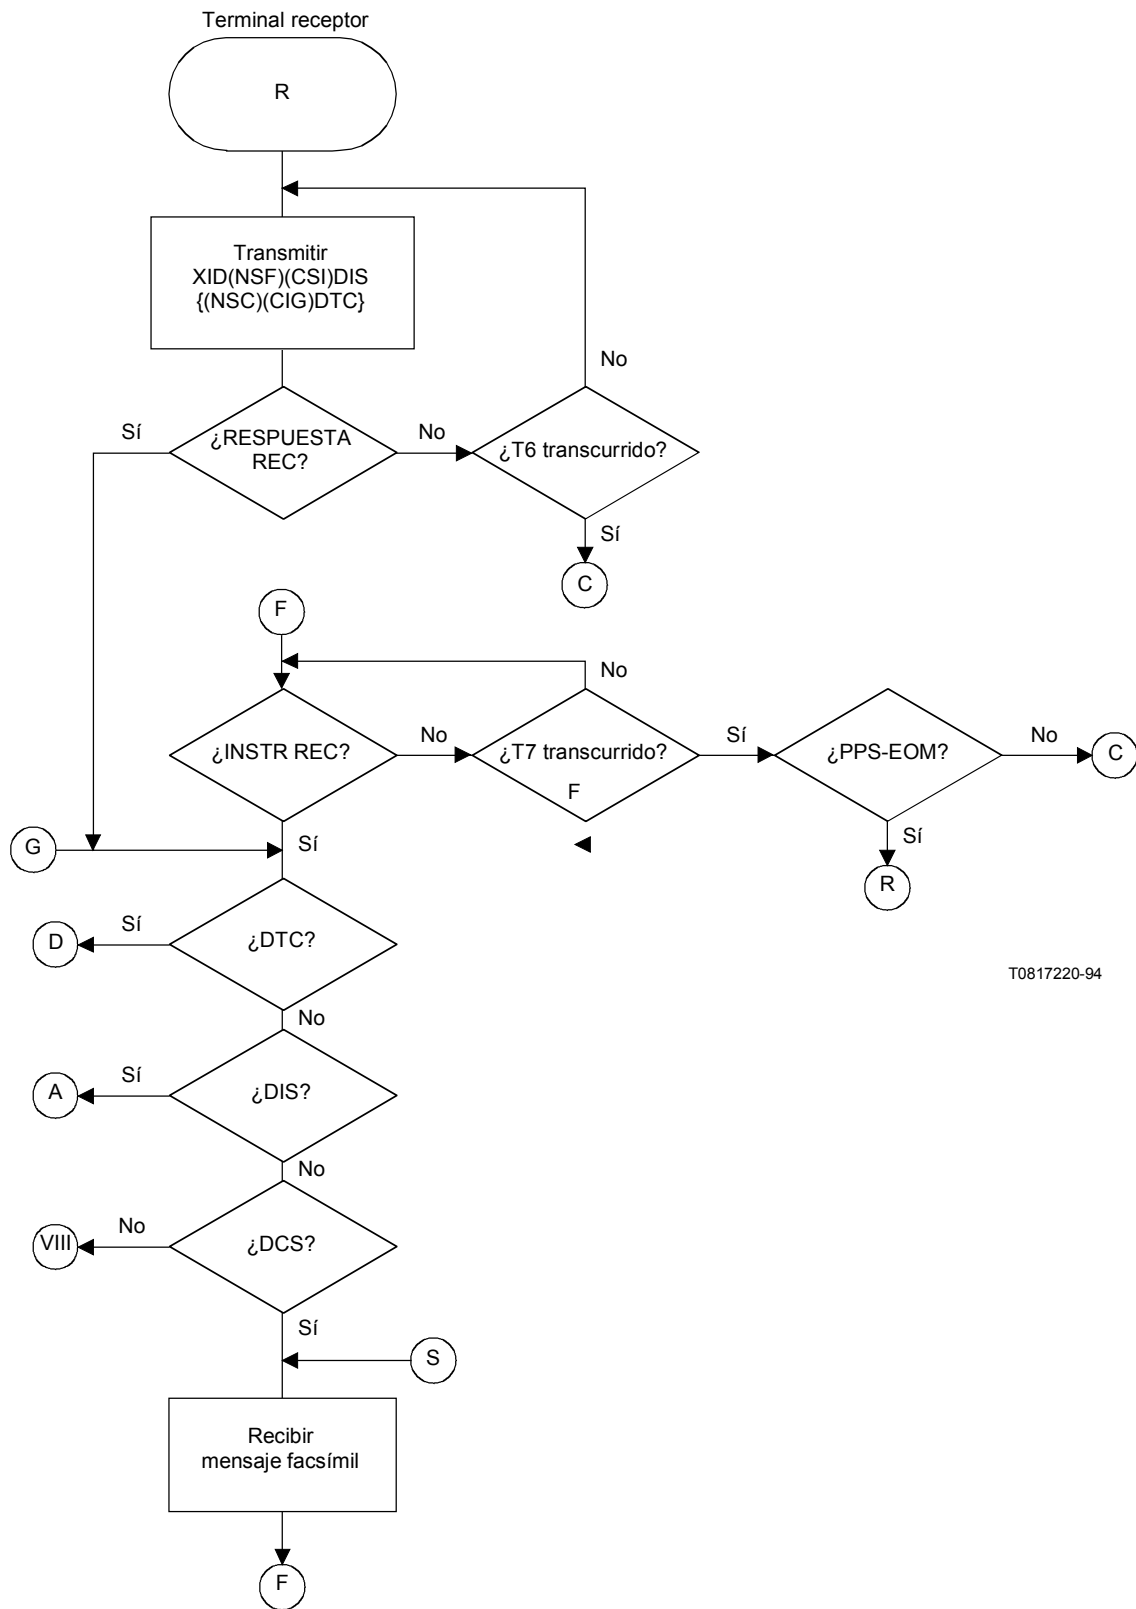 Terminal receptor
R
Transmitir
XID(NSF)(CSI)DIS
{(NSC)(CIG)DTC}
No
Sí
¿RESPUESTA
REC?
No
¿T6 transcurrido?
Sí
C
F
No
¿INSTR REC?
No
¿T7 transcurrido?
F
Sí
¿PPS-EOM?
No
C
Sí
R
G
Sí
D
Sí
¿DTC?
No
T0817220-94
A
Sí
¿DIS?
No
VIII
No
¿DCS?
Sí
S
Recibir
mensaje facsímil
F